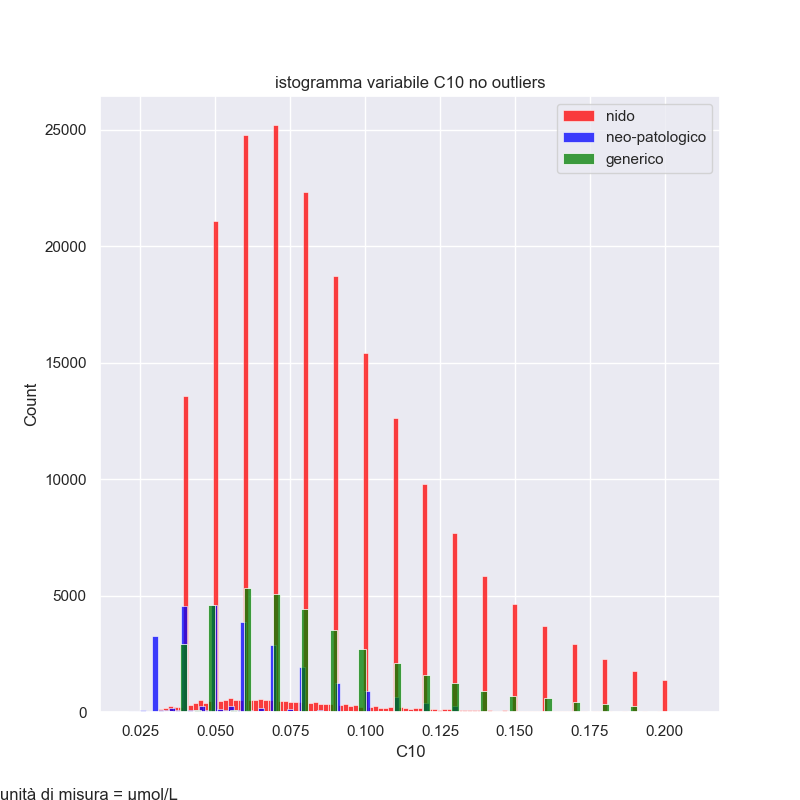 istogramma variabile C10 no outliers
nido
neo-patologico
generico
25000
20000
15000
10000
5000
0
Count
0.025 0.050 0.075 0.100 0.125 0.150 0.175 0.200
C10
unità di misura = μmol/L